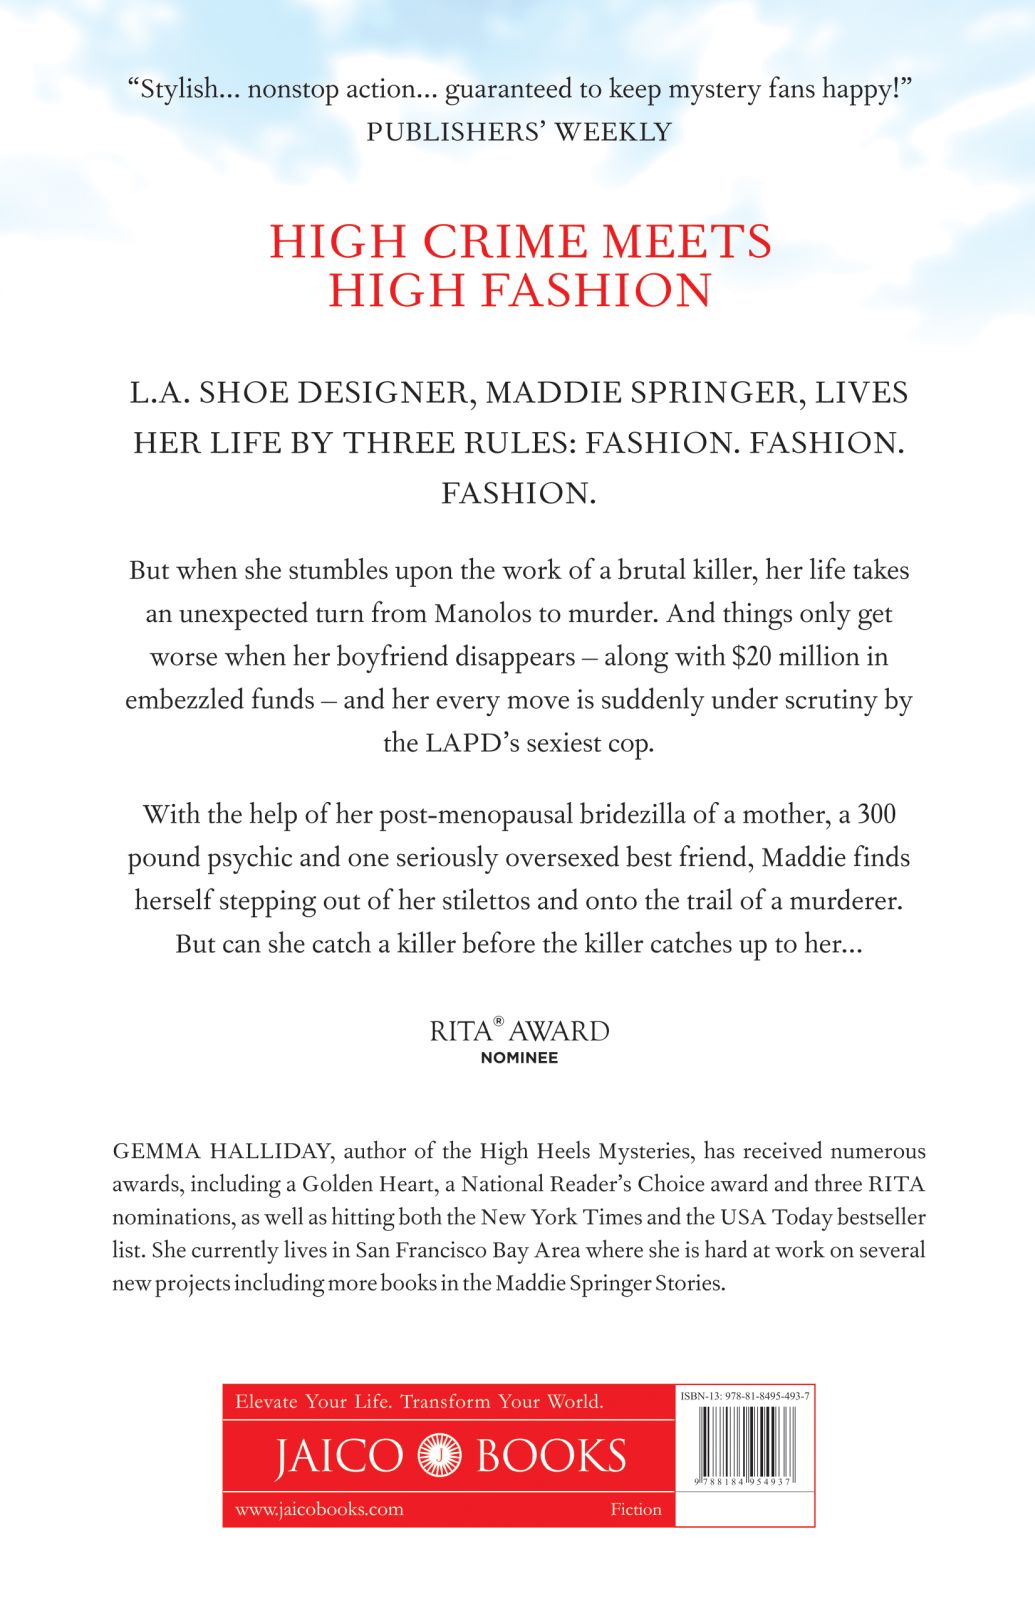 “Stylish... nonstop action... guaranteed to keep mystery fans happy!”
PUBLISHERS’ WEEKLY
HIGH CRIME MEETS
HIGH FASHION
L.A. SHOE DESIGNER, MADDIE SPRINGER, LIVES
HER LIFE BY THREE RULES: FASHION. FASHION.
FASHION.
But when she stumbles upon the work of a brutal killer, her life takes
an unexpected turn from Manolos to murder. And things only get
worse when her boyfriend disappears – along with $20 million in
embezzled funds – and her every move is suddenly under scrutiny by
the LAPD’s sexiest cop.
With the help of her post-menopausal bridezilla of a mother, a 300
pound psychic and one seriously oversexed best friend, Maddie finds
herself stepping out of her stilettos and onto the trail of a murderer.
But can she catch a killer before the killer catches up to her...
RITA® AWARD
NOMINEE
GEMMA HALLIDAY, author of the High Heels Mysteries, has received numerous
awards, including a Golden Heart, a National Reader’s Choice award and three RITA
nominations, as well as hitting both the New York Times and the USA Today bestseller
list. She currently lives in San Francisco Bay Area where she is hard at work on several
new projects including more books in the Maddie Springer Stories.
Elevate Your Life. Transform Your World.
JAICO J BOOKS
www.jaicobooks.com Fiction
ISBN-13: 978-81-8495-493-7
9 788184 954937